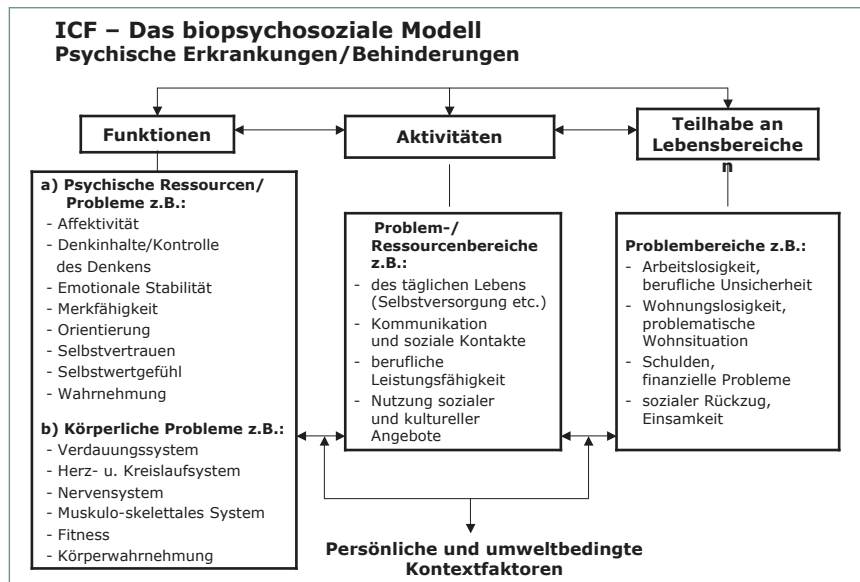 ICF – Das biopsychosoziale Modell
Psychische Erkrankungen/Behinderungen
Funktionen
Aktivitäten
Teilhabe an
Lebensbereiche
n
a) Psychische Ressourcen/
Probleme z.B.:
- Affektivität
- Denkinhalte/Kontrolle
des Denkens
- Emotionale Stabilität
- Merkfähigkeit
- Orientierung
- Selbstvertrauen
- Selbstwertgefühl
- Wahrnehmung
b) Körperliche Probleme z.B.:
- Verdauungssystem
- Herz- u. Kreislaufsystem
- Nervensystem
- Muskulo-skelettales System
- Fitness
- Körperwahrnehmung
Problem-/
Ressourcenbereiche
z.B.:
- des täglichen Lebens
(Selbstversorgung etc.)
- Kommunikation
und soziale Kontakte
- berufliche
Leistungsfähigkeit
- Nutzung sozialer
und kultureller
Angebote
Problembereiche z.B.:
- Arbeitslosigkeit,
berufliche Unsicherheit
- Wohnungslosigkeit,
problematische
Wohnsituation
- Schulden,
finanzielle Probleme
- sozialer Rückzug,
Einsamkeit
Persönliche und umweltbedingte
Kontextfaktoren